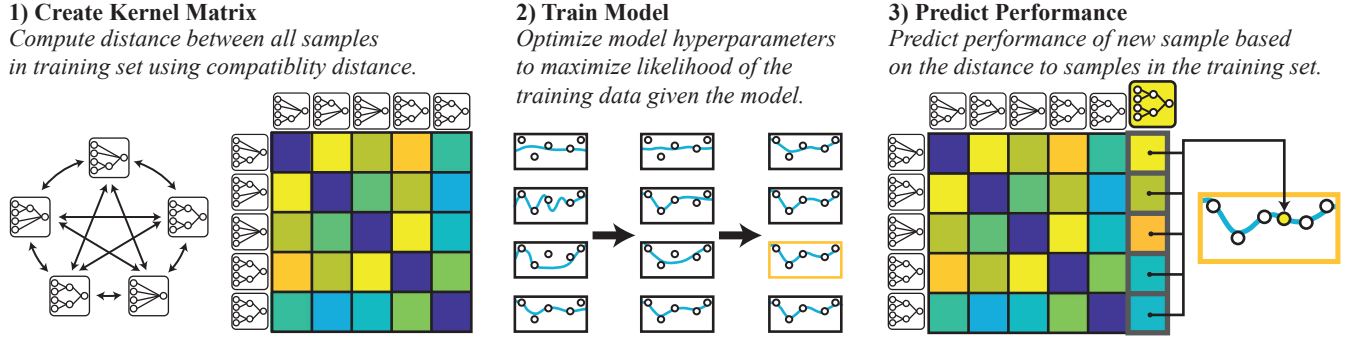 1) Create Kernel Matrix
Compute distance between all samples
in training set using compatiblity distance.
2) Train Model
Optimize model hyperparameters
to maximize likelihood of the
training data given the model.
3) Predict Performance
Predict performance of new sample based
on the distance to samples in the training set.